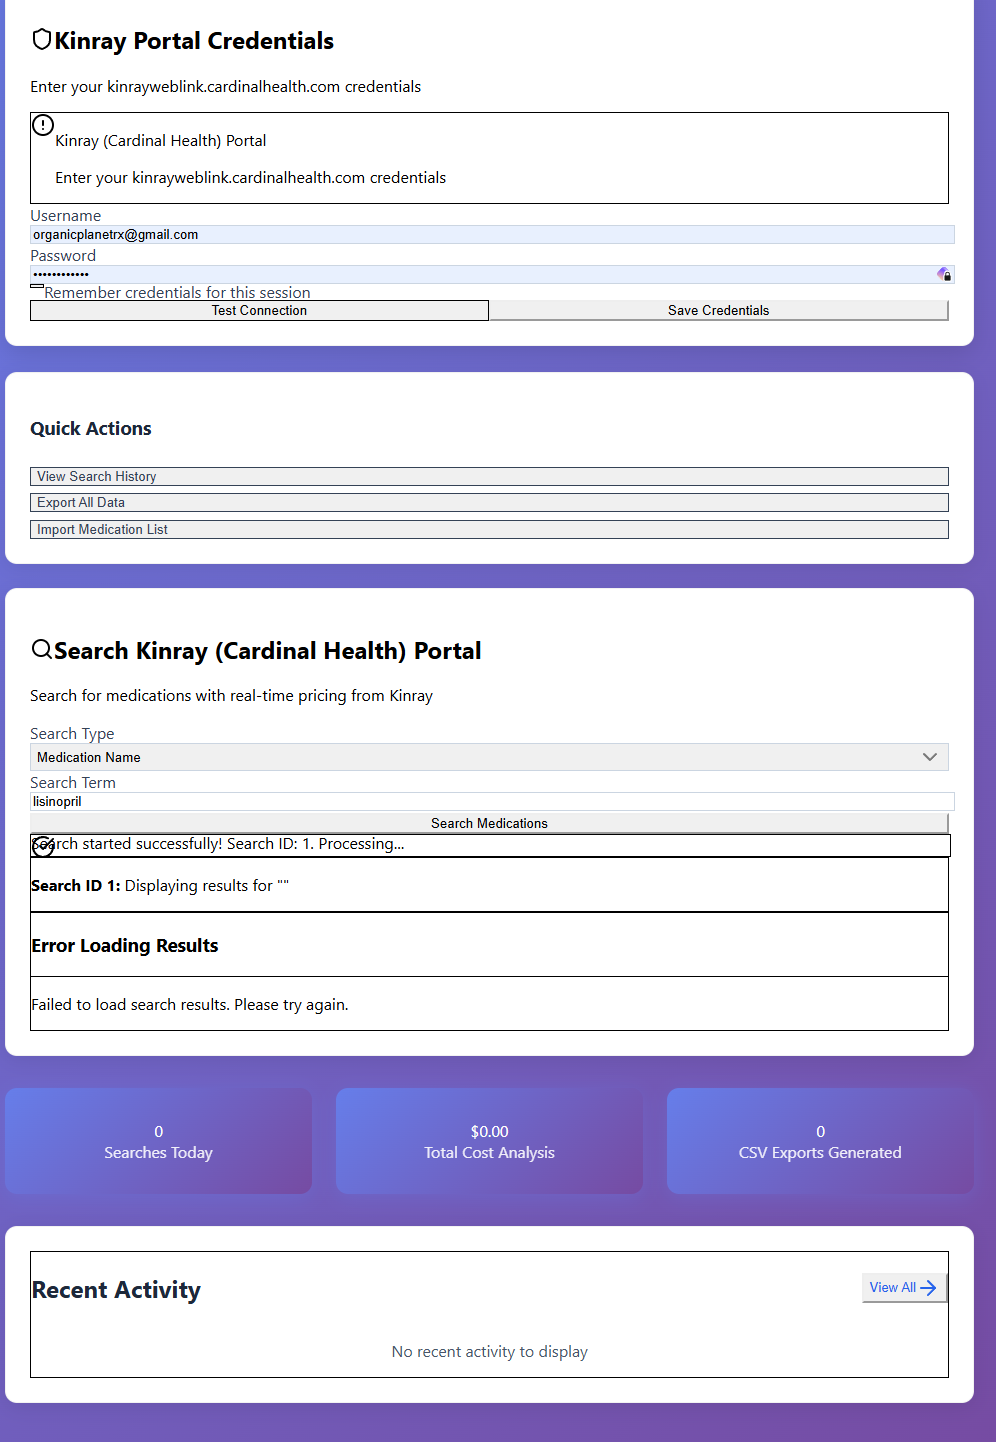 Kinray Portal Credentials
Enter your kinrayweblink.cardinalhealth.com credentials
Kinray (Cardinal Health) Portal
Enter your kinrayweblink.cardinalhealth.com credentials
Username
organicplanetrx@gmail.com
Password
••••••••••••
Remember credentials for this session
Test Connection
Save Credentials
Quick Actions
View Search History
Export All Data
Import Medication List
Search Kinray (Cardinal Health) Portal
Search for medications with real-time pricing from Kinray
Search Type
Medication Name
Search Term
lisinopril
Search Medications
Search started successfully! Search ID: 1. Processing...
Search ID 1: Displaying results for ""
Error Loading Results
Failed to load search results. Please try again.
0
Searches Today
$0.00
Total Cost Analysis
0
CSV Exports Generated
Recent Activity
View All
No recent activity to display